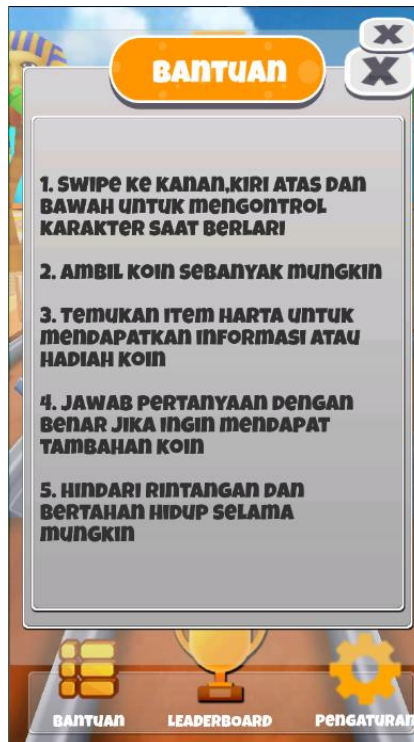 BANTUAN
1. SWIPE KE KANAN,KIRI ATAS DAN
BAWAH UNTUK MENGONTROL
KARAKTER SAAT BERLARI
2. AMBIL KOIN SEBANYAK MUNGKIN
3. TEMUKAN ITEM HARTA UNTUK
MENDAPATKAN INFORMASI ATAU
HADIAH KOIN
4. JAWAB PERTANYAAN DENGAN
BENAR JIKA INGIN MENDAPAT
TAMBAHAN KOIN
5. HINDARI RINTANGAN DAN
BERTAHAN HIDUP SELAMA
MUNGKIN
BANTUAN LEADERBOARD PENGATURAN